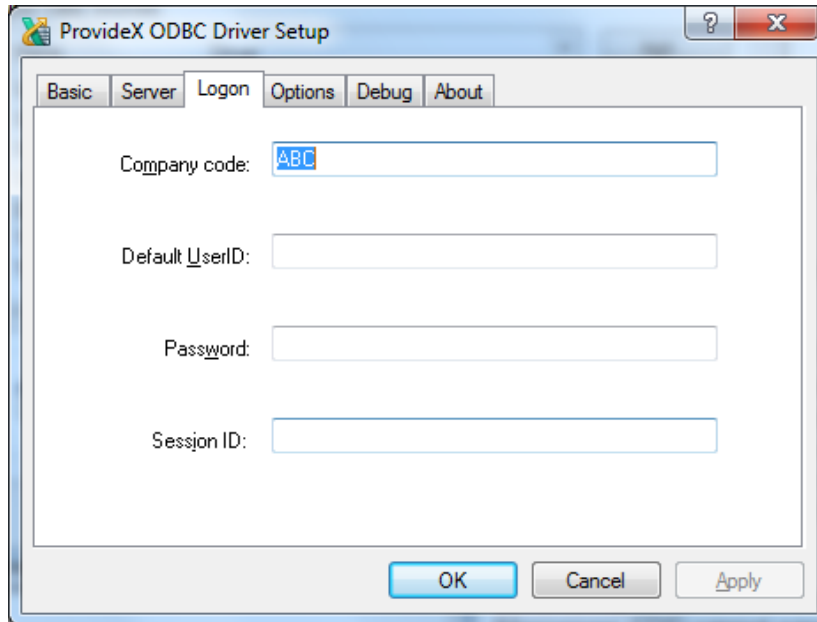 ProvideX ODBC Driver Setup
Basic Server Logon Options Debug About
Company code: ABC
Default UserID:
Password:
Session ID:
OK Cancel Apply